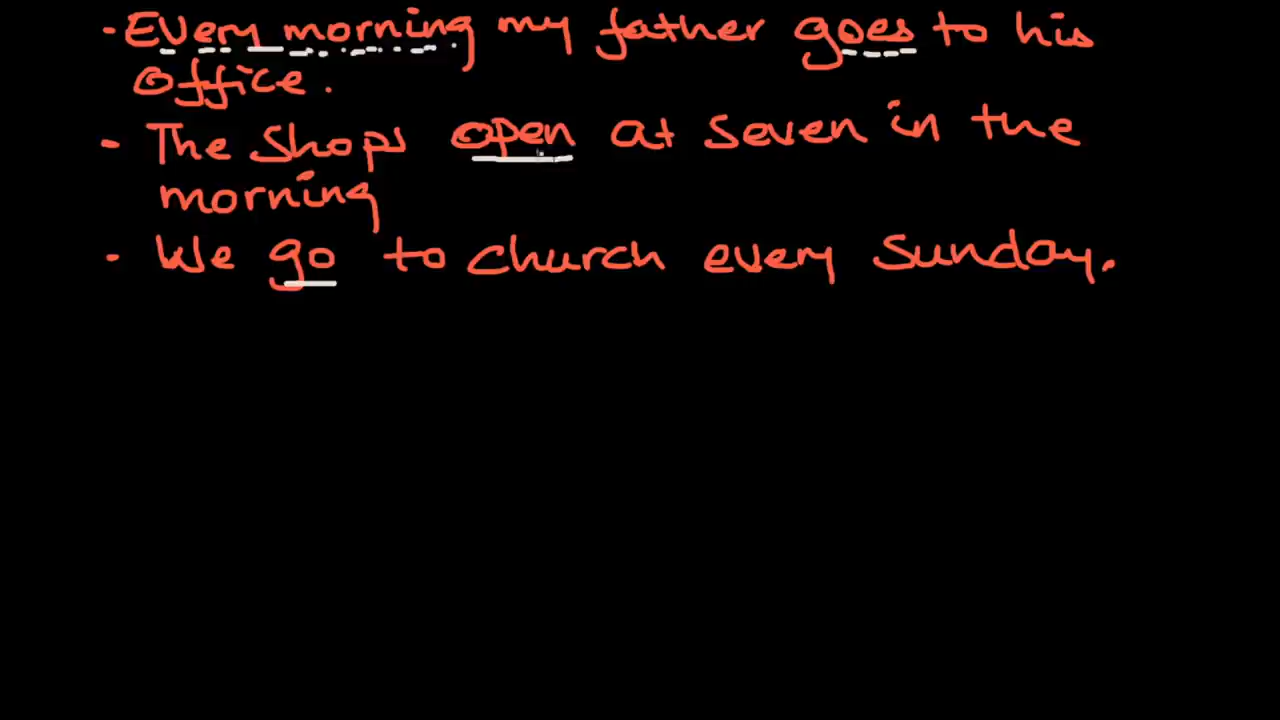 - Every morning my father goes to his
office.
- The shops open at seven in the
morning
- We go to church every Sunday.